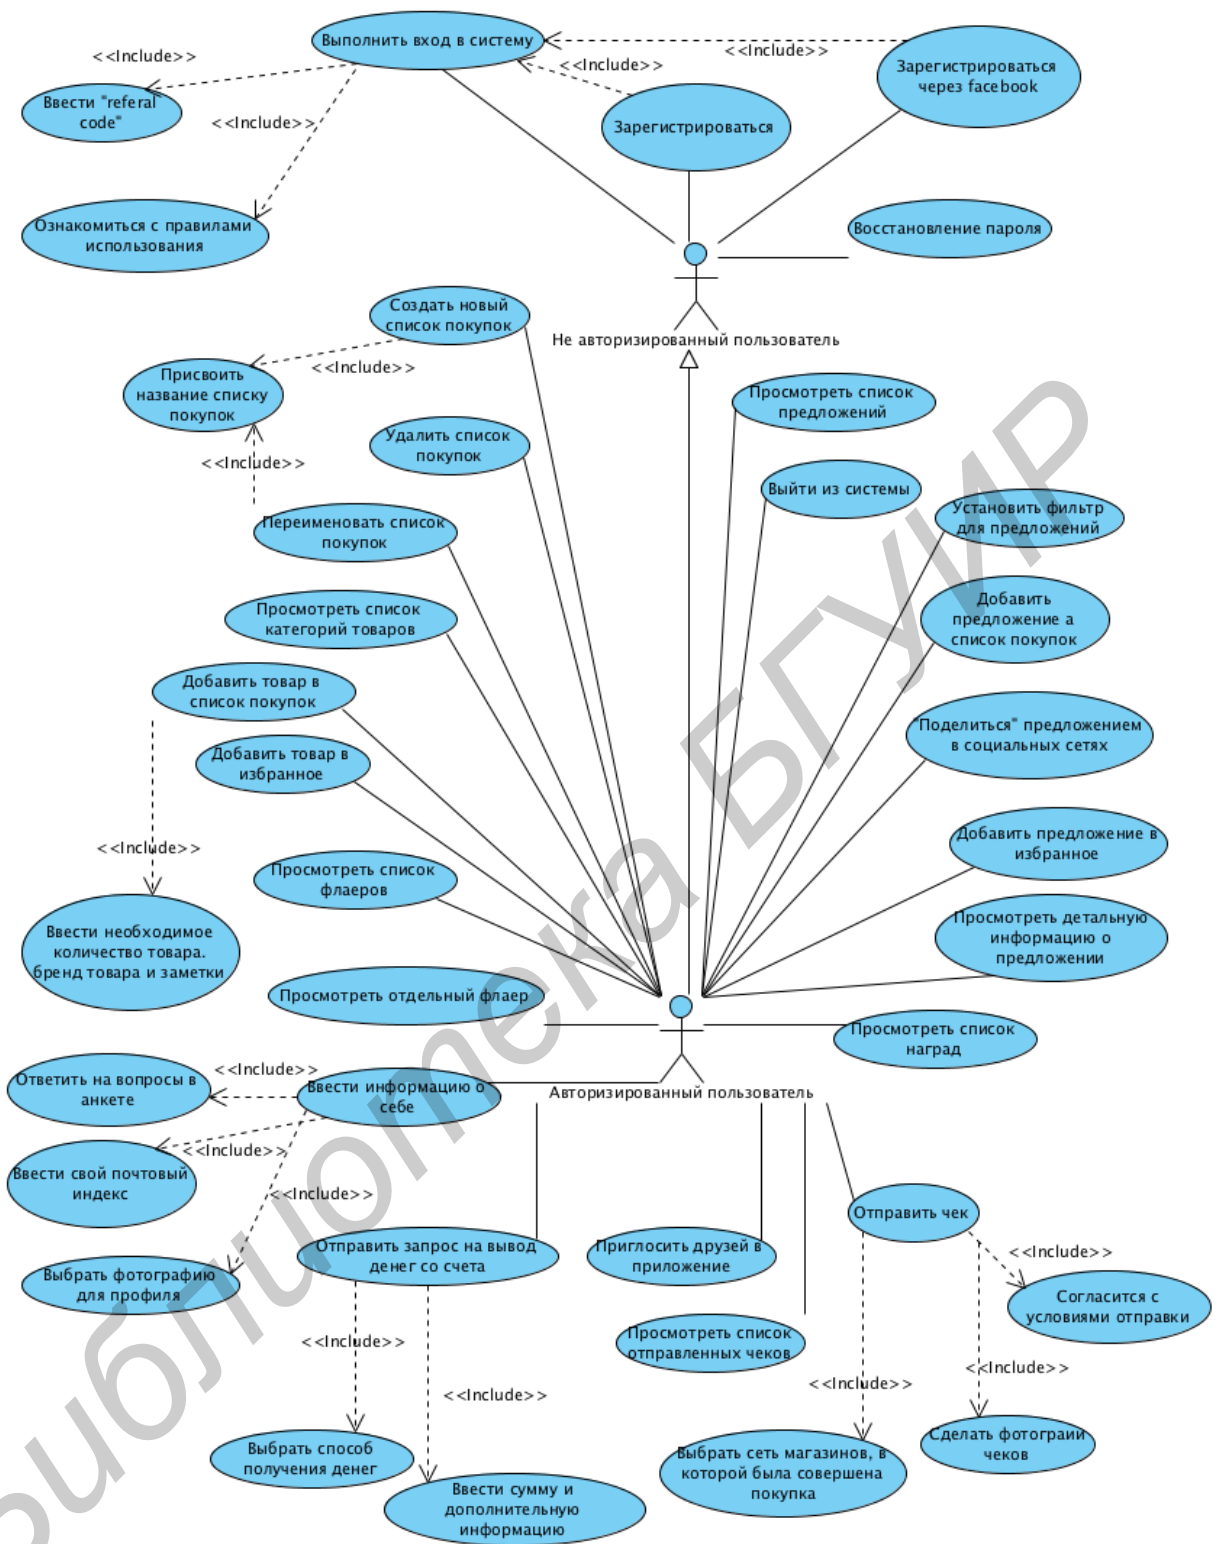 Выполнить вход в систему
<<Include>>
<<Include>>
<<Include>>
Зарегистрироваться
через facebook
Ввести "referal
code"
<<Include>>
Зарегистрироваться
Ознакомиться с правилами
использования
Восстановление пароля
Создать новый
список покупок
Не авторизированный пользователь
<<Include>>
Присвоить
название списку
покупок
Просмотреть список
предложений
Удалить список
покупок
<<Include>>
Выйти из системы
Переименовать список
покупок
Установить фильтр
для предложений
Просмотреть список
категорий товаров
Добавить
предложение а
список покупок
Добавить товар в
список покупок
"Поделиться" предложением
в социальных сетях
Добавить товар в
избранное
<<Include>>
Добавить предложение в
избранное
Просмотреть список
флаеров
Ввести необходимое
количество товара.
бренд товара и заметки
Просмотреть детальную
информацию о
предложении
Просмотреть отдельный флаер
Просмотреть список
наград
<<Include>>
Ответить на вопросы в
анкете
Ввести информацию о
себе
Авторизированный пользователь
<<Include>>
Ввести свой почтовый
индекс
<<Include>>
Отправить чек
Выбрать фотографию
для профиля
Отправить запрос на вывод
денег со счета
Приглосить друзей в
приложение
<<Include>>
Согласится с
условиями отправки
<<Include>>
Просмотреть список
отправленных чеков
<<Include>>
<<Include>>
<<Include>>
Выбрать способ
получения денег
Выбрать сеть магазинов, в
которой была совершена
покупка
Сделать фотограии
чеков
Ввести сумму и
дополнительную
информацию
Библиотека БГУИР